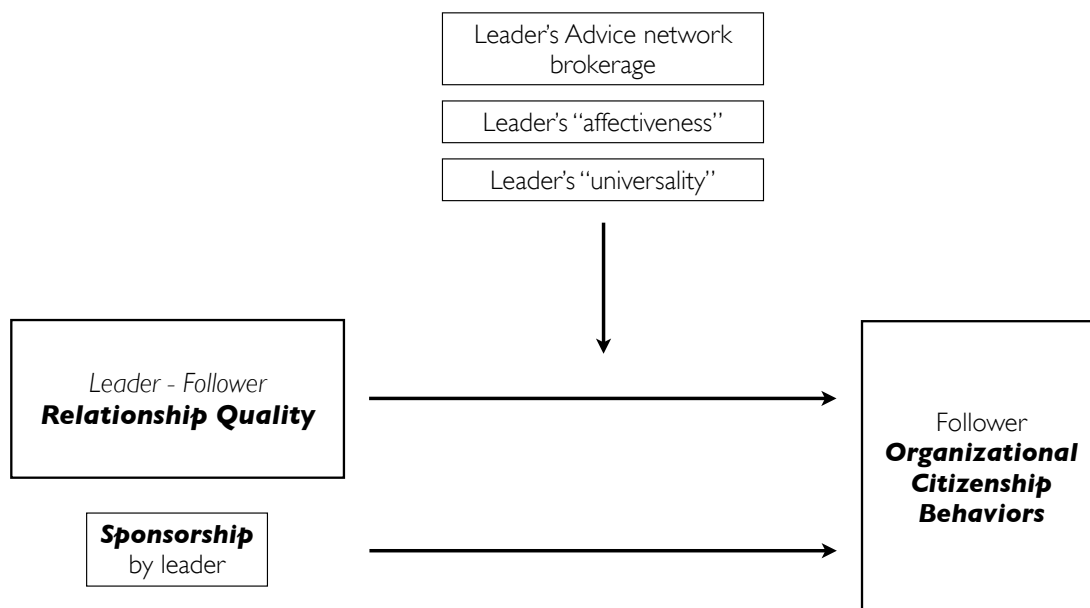 Leader’s Advice network
brokerage
Leader’s “affectiveness”
Leader’s “universality”
Leader - Follower
Relationship Quality
Sponsorship
by leader
Follower
Organizational
Citizenship
Behaviors